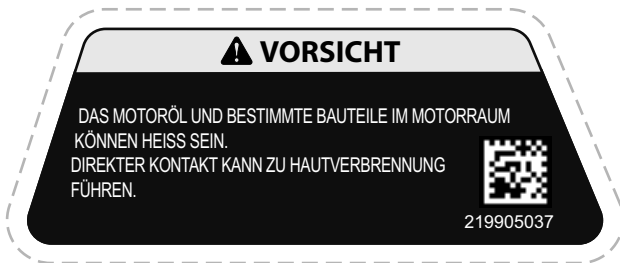 VORSICHT
DAS MOTORÖL UND BESTIMMTE BAUTEILE IM MOTORRAUM
KÖNNEN HEISS SEIN.
DIREKTER KONTAKT KANN ZU HAUTVERBRENNUNG
FÜHREN.
219905037